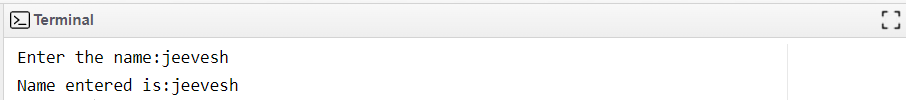 Terminal
Enter the name:jeevesh
Name entered is:jeevesh